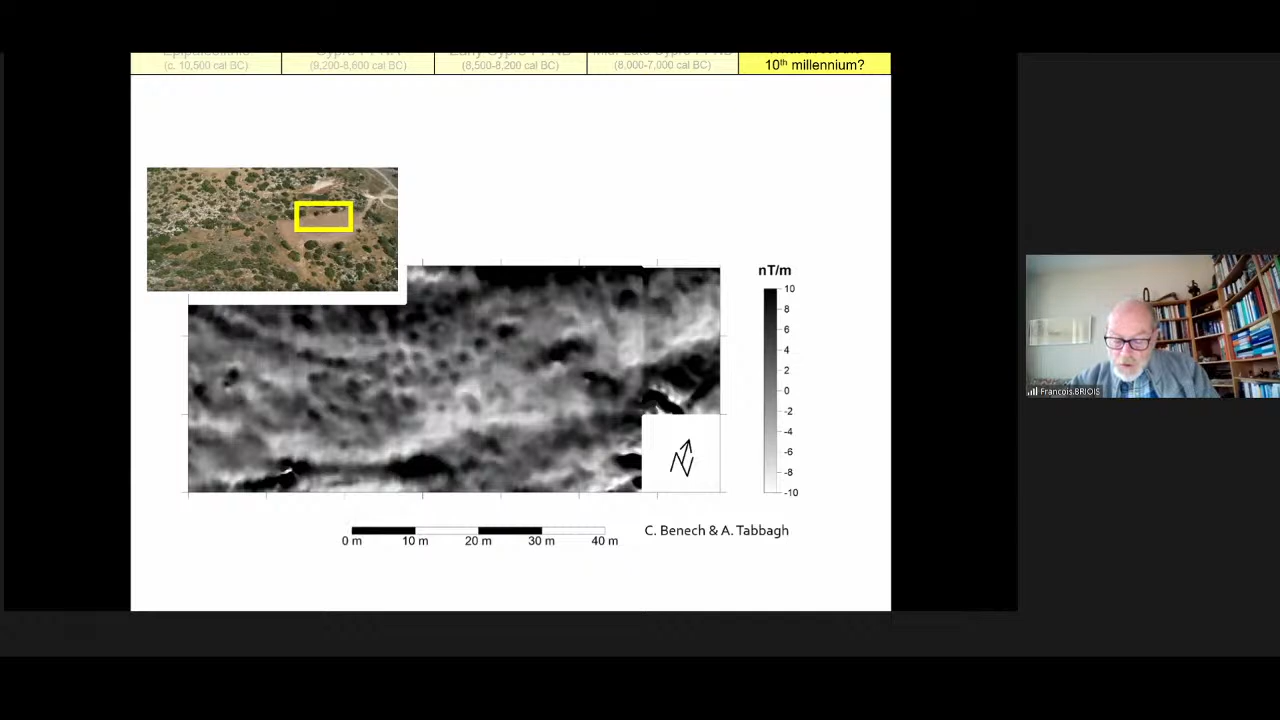 (c. 10,500 cal BC)
(9,200-8,600 cal BC)
(8,500-8,200 cal BC)
(8,000-7,000 cal BC)
10th millennium?
nT/m
10
8
6
4
2
0
-2
-4
-6
-8
-10
N
C. Benech & A. Tabbagh
0 m 10 m 20 m 30 m 40 m
Francois.BRIOIS